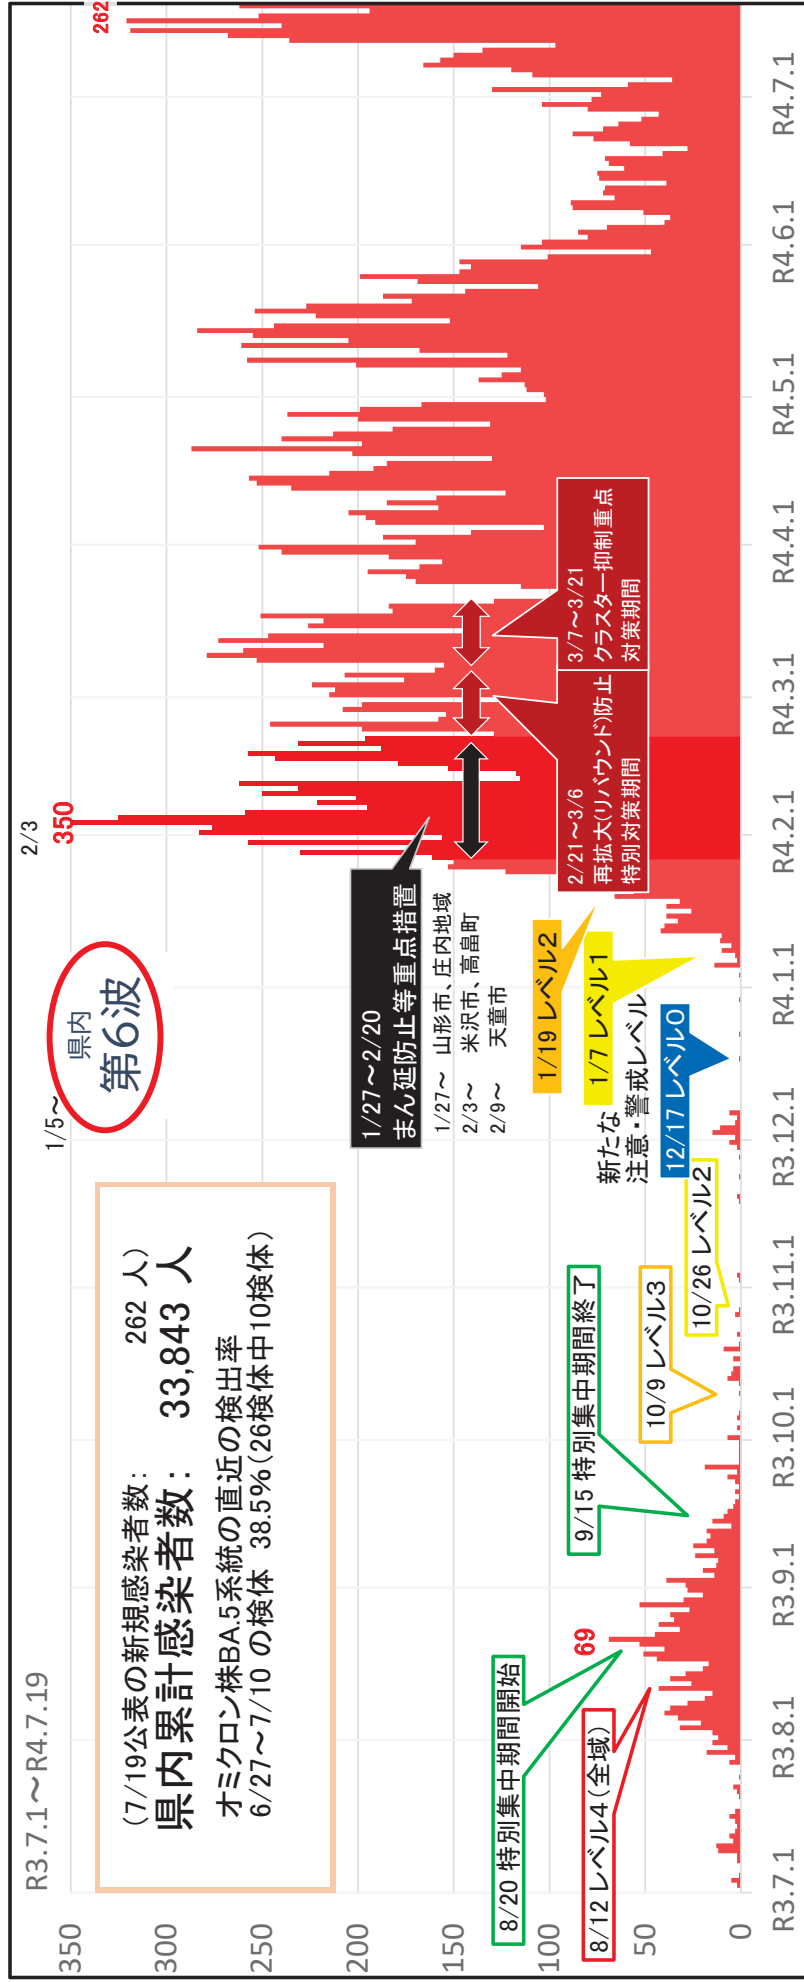 R3.7.1～R4.7.19
(7/19公表の新規感染者数: 262 人)
県内累計感染者数: 33,843 人
オミクロン株BA.5系統の直近の検出率
6/27～7/10 の検体 38.5%(26検体中10検体)
1/5～
県内
第6波
2/3
350
262
69
1/27～2/20
まん延防止等重点措置
1/27～ 山形市、庄内地域
2/3～ 米沢市、高畠町
2/9～ 天童市
2/21～3/6
再拡大(リバウンド)防止
特別対策期間
3/7～3/21
クラスター抑制重点
対策期間
1/19 レベル2
1/7 レベル1
新たな
注意・警戒レベル
12/17 レベル0
10/26 レベル2
10/9 レベル3
9/15 特別集中期間終了
8/20 特別集中期間開始
8/12 レベル4(全域)
350
300
250
200
150
100
50
0
R3.7.1
R3.8.1
R3.9.1
R3.10.1
R3.11.1
R3.12.1
R4.1.1
R4.2.1
R4.3.1
R4.4.1
R4.5.1
R4.6.1
R4.7.1